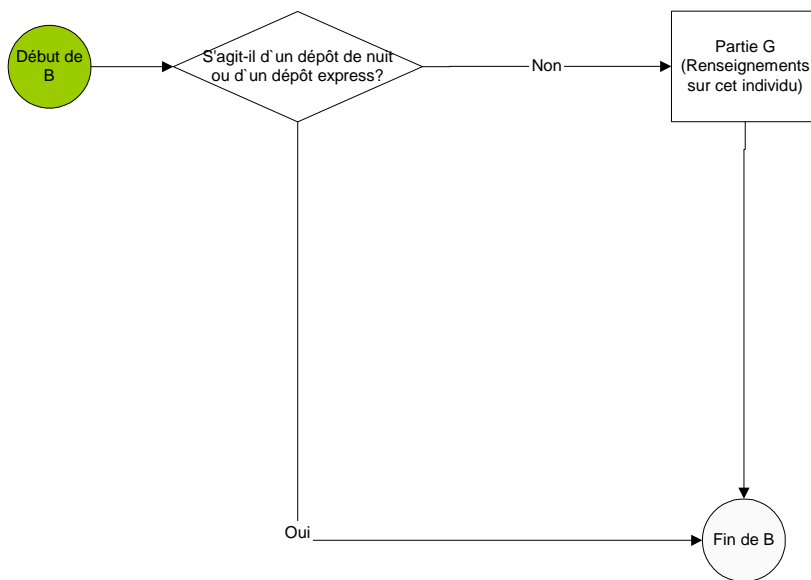 Début de
B
S'agit-il d`un dépôt de nuit
ou d`un dépôt express?
Non
Partie G
(Renseignements
sur cet individu)
Oui
Fin de B